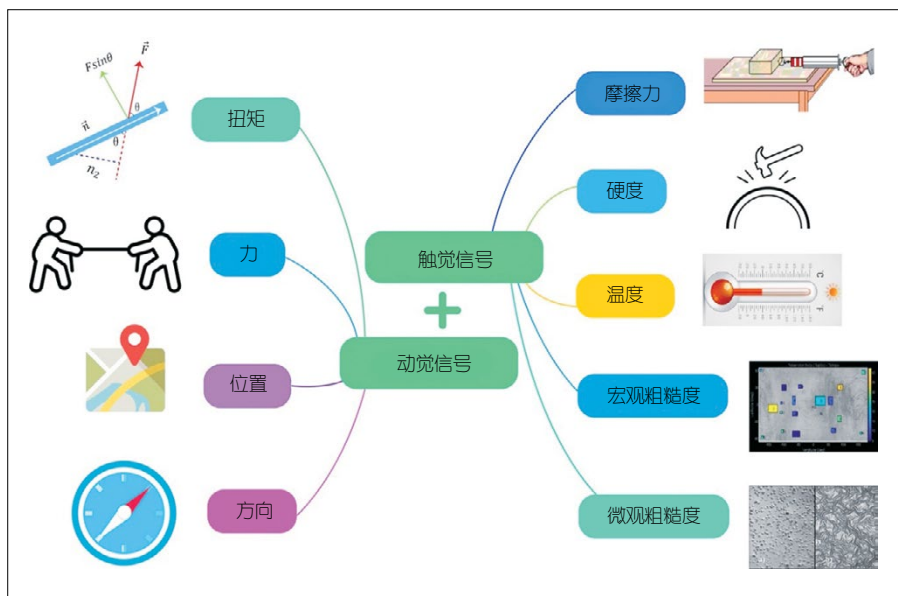 Fsinθ
F⃗
θ
θ
n⃗
n₂
扭矩
力
位置
方向
触觉信号
动觉信号
摩擦力
硬度
温度
°C
°F
宏观粗糙度
微观粗糙度